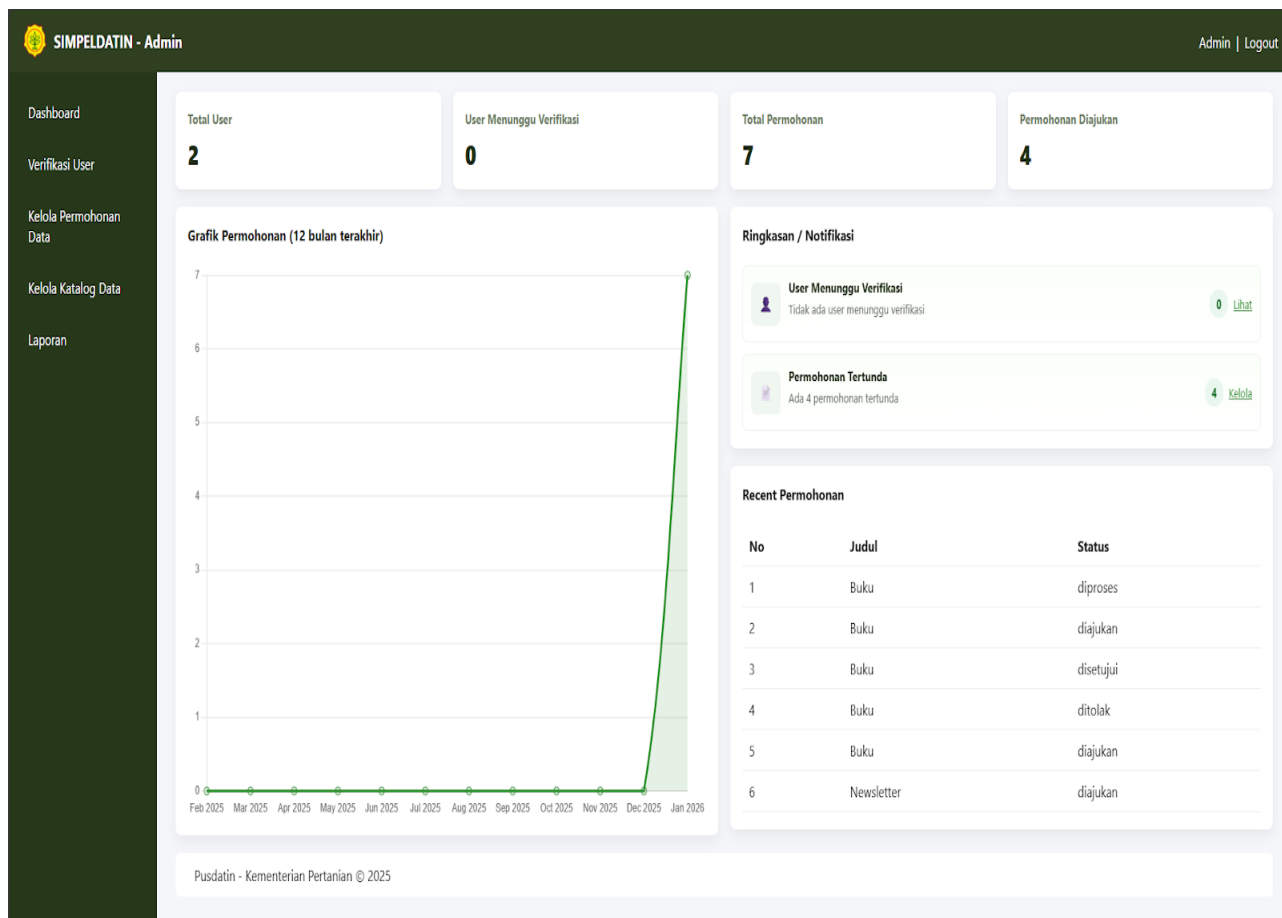 SIMPELDATIN - Admin
Admin | Logout
Dashboard
Verifikasi User
Kelola Permohonan
Data
Kelola Katalog Data
Laporan
Total User
2
User Menunggu Verifikasi
0
Total Permohonan
7
Permohonan Diajukan
4
Grafik Permohonan (12 bulan terakhir)
7
6
5
4
3
2
1
0
Feb 2025 Mar 2025 Apr 2025 May 2025 Jun 2025 Jul 2025 Aug 2025 Sep 2025 Oct 2025 Nov 2025 Dec 2025 Jan 2026
Ringkasan / Notifikasi
User Menunggu Verifikasi
Tidak ada user menunggu verifikasi
0 Lihat
Permohonan Tertunda
Ada 4 permohonan tertunda
4 Kelola
Recent Permohonan
No Judul Status
1 Buku diproses
2 Buku diajukan
3 Buku disetujui
4 Buku ditolak
5 Buku diajukan
6 Newsletter diajukan
Pusdatin - Kementerian Pertanian © 2025